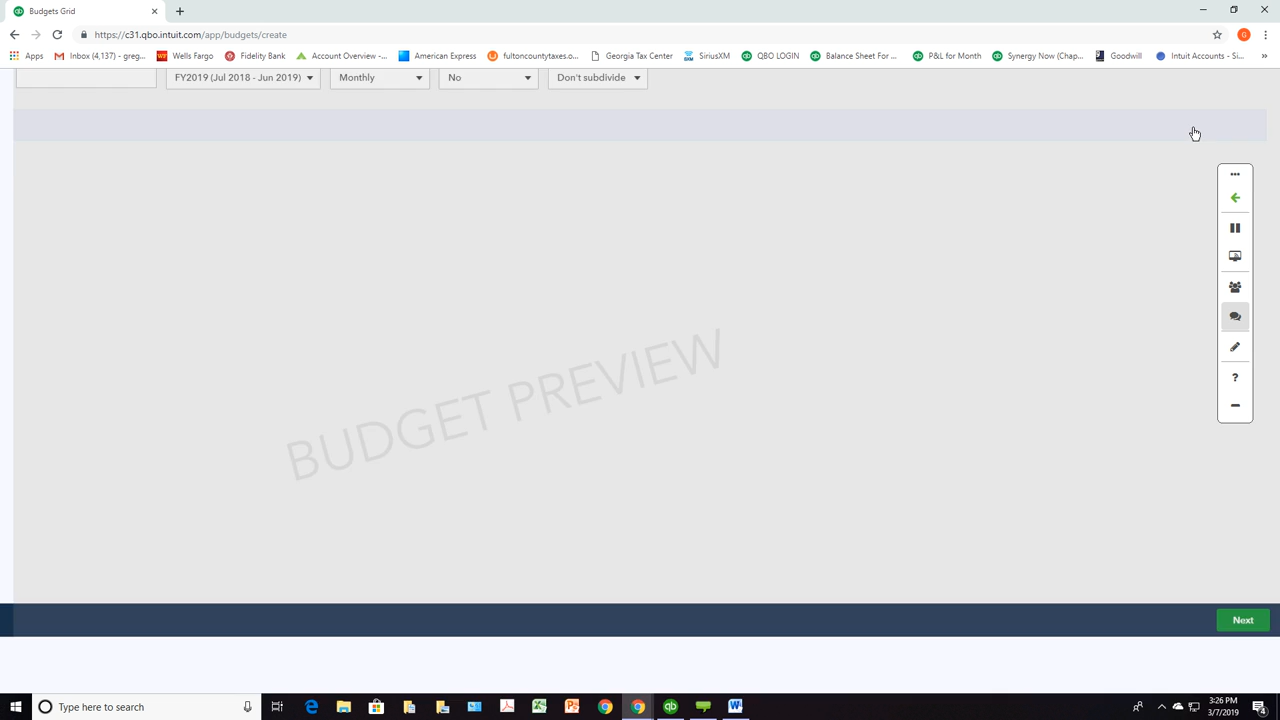 Budgets Grid
https://c31.qbo.intuit.com/app/budgets/create
G
Apps
Inbox (4,137) - greg...
Wells Fargo
Fidelity Bank
Account Overview -...
American Express
fultoncountytaxes.o...
Georgia Tax Center
SiriusXM
QBO LOGIN
Balance Sheet For ...
P&L for Month
Synergy Now (Chap...
Goodwill
Intuit Accounts - Si...
»
FY2019 (Jul 2018 - Jun 2019)
Monthly
No
Don't subdivide
?
BUDGET PREVIEW
Next
Type here to search
3:26 PM
3/7/2019
4